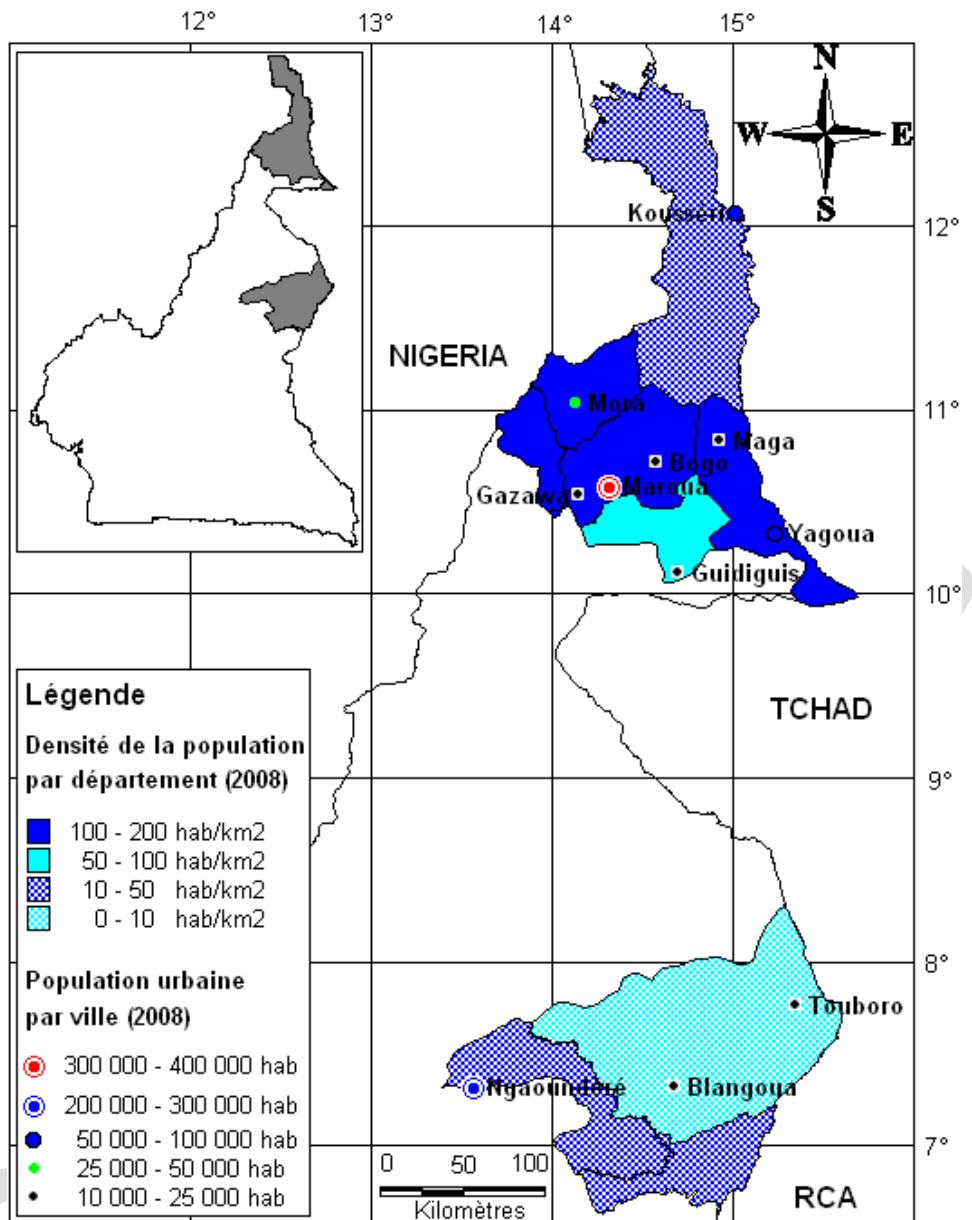 12° 13° 14° 15°
N
W E
S
Kousseri
12°
NIGERIA
Mora
11°
Maga
Bogo
Gazawa Maroua
Yagoua
Guidiguis
10°
Légende
TCHAD
Densité de la population
par département (2008)
9°
100 - 200 hab/km2
50 - 100 hab/km2
10 - 50 hab/km2
0 - 10 hab/km2
8°
Population urbaine
par ville (2008)
Touboro
300 000 - 400 000 hab
Ngaoundéré Blangoua
200 000 - 300 000 hab
50 000 - 100 000 hab
7°
25 000 - 50 000 hab
10 000 - 25 000 hab
0 50 100
Kilomètres
RCA